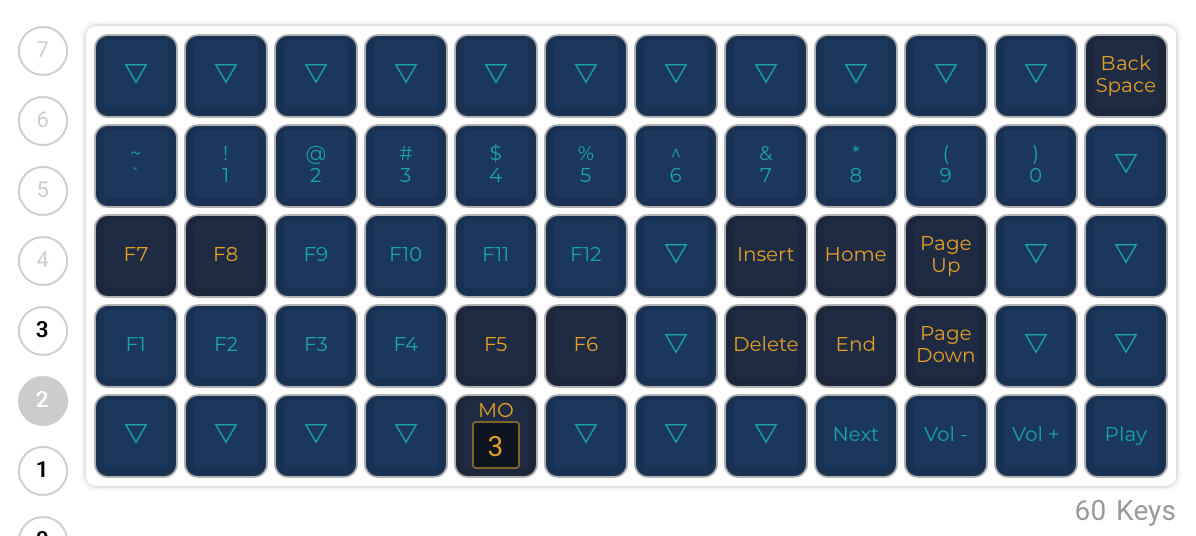 7
Back
Space
6
~ ! @ # $ % ^ & * ( )
` 1 2 3 4 5 6 7 8 9 0
5
4
F7 F8 F9 F10 F11 F12 Insert Home Page Up
3
F1 F2 F3 F4 F5 F6 Delete End Page Down
2
MO
3
Next Vol - Vol + Play
1
60 Keys